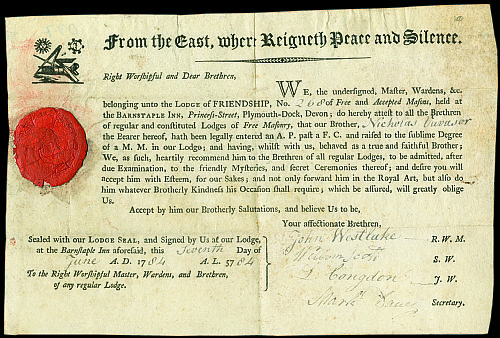 From the East, where Reigneth Peace and Silence.
Right Worshipful and Dear Brethren,
WE, the undersigned, Master, Wardens, &c.
belonging unto the LODGE of FRIENDSHIP, No. 268 of Free and Accepted Masons, held at
the BARNSTAPLE INN, Princess-Street, Plymouth-Dock, Devon; do hereby attest to all the Brethren
of regular and constituted Lodges of Free Masonry, that our Brother, Nicholas
the Bearer hereof, hath been legally entered an A. P. past a F. C. and raised to the sublime Degree
of a M. M. in our Lodge; and having, whilst with us, behaved as a true and faithful Brother;
We, as such, heartily recommend him to the Brethren of all regular Lodges, to be admitted, after
due Examination, to the friendly Mysteries, and secret Ceremonies thereof; and desire you will
accept him with Esteem, for our Sakes; and not only forward him in the Royal Art, but also do
him whatever Brotherly Kindness his Occasion shall require; which be assured, will greatly oblige
Us.
Accept by him our Brotherly Salutations, and believe Us to be,
Your affectionate Brethren,
Sealed with our LODGE SEAL, and Signed by Us at our Lodge,
at the Barnstaple Inn aforesaid, this Seventh Day of
June A. D. 1784 A. L. 5784
To the Right Worshipful Master, Wardens, and Brethren,
of any regular Lodge.
John Westlake R. W. M.
S. W.
D. Congdon J. W.
Mark Secretary.